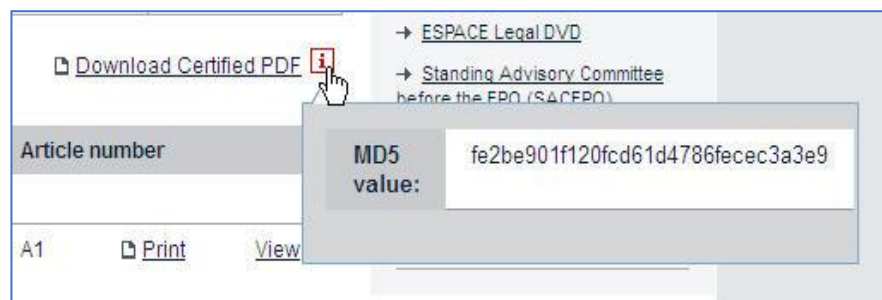 → ESPACE Legal DVD
Download Certified PDF i
→ Standing Advisory Committee
before the EPO (SACEPO)
Article number
MD5 value:
fe2be901f120fcd61d4786fecec3a3e9
A1 Print View